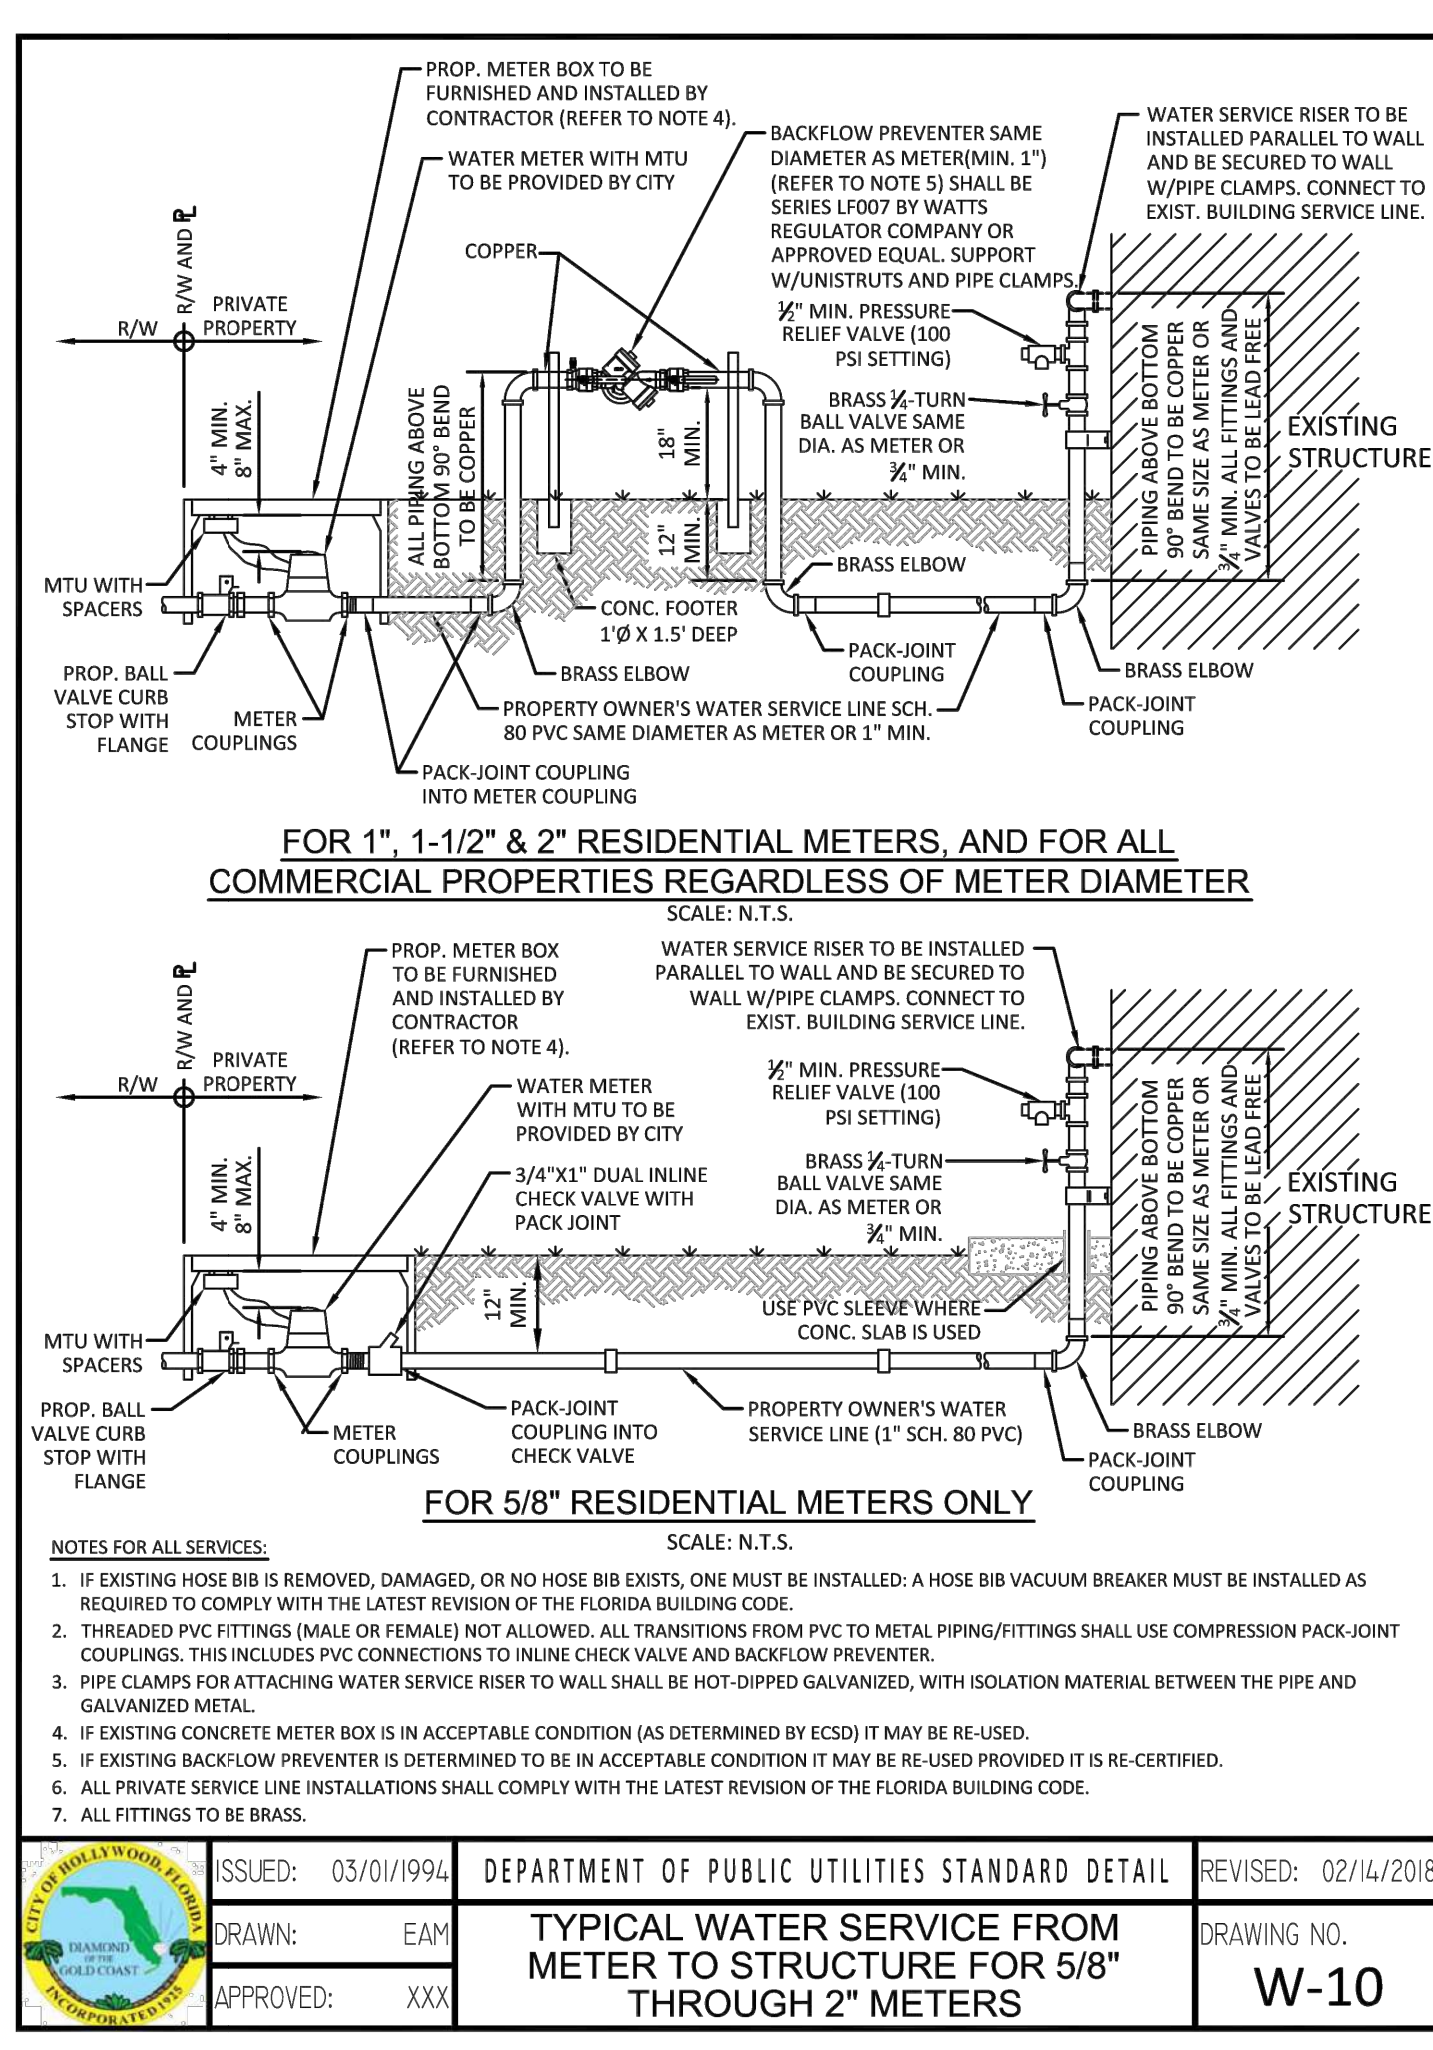 PROP. METER BOX TO BE
FURNISHED AND INSTALLED BY
CONTRACTOR (REFER TO NOTE 4).
WATER METER WITH MTU
TO BE PROVIDED BY CITY
BACKFLOW PREVENTER SAME
DIAMETER AS METER(MIN. 1")
(REFER TO NOTE 5) SHALL BE
SERIES LF007 BY WATTS
REGULATOR COMPANY OR
APPROVED EQUAL. SUPPORT
W/UNISTRUTS AND PIPE CLAMPS.
WATER SERVICE RISER TO BE
INSTALLED PARALLEL TO WALL
AND BE SECURED TO WALL
W/PIPE CLAMPS. CONNECT TO
EXIST. BUILDING SERVICE LINE.
COPPER
R/W AND PL
PRIVATE
PROPERTY
R/W
1/2" MIN. PRESSURE
RELIEF VALVE (100
PSI SETTING)
BRASS 1/4-TURN
BALL VALVE SAME
DIA. AS METER OR
3/4" MIN.
4" MIN.
8" MAX.
ALL PIPING ABOVE
BOTTOM 90° BEND
TO BE COPPER
18"
MIN.
12"
MIN.
PIPING ABOVE BOTTOM
90° BEND TO BE COPPER
SAME SIZE AS METER OR
3/4" MIN. ALL FITTINGS AND
VALVES TO BE LEAD FREE
EXISTING
STRUCTURE
MTU WITH
SPACERS
BRASS ELBOW
CONC. FOOTER
1'Ø X 1.5' DEEP
PACK-JOINT
COUPLING
BRASS ELBOW
BRASS ELBOW
PROP. BALL
VALVE CURB
STOP WITH
FLANGE
METER
COUPLINGS
PROPERTY OWNER'S WATER SERVICE LINE SCH.
80 PVC SAME DIAMETER AS METER OR 1" MIN.
PACK-JOINT
COUPLING
PACK-JOINT COUPLING
INTO METER COUPLING
FOR 1", 1-1/2" & 2" RESIDENTIAL METERS, AND FOR ALL
COMMERCIAL PROPERTIES REGARDLESS OF METER DIAMETER
SCALE: N.T.S.
PROP. METER BOX
TO BE FURNISHED
AND INSTALLED BY
CONTRACTOR
(REFER TO NOTE 4).
WATER SERVICE RISER TO BE INSTALLED
PARALLEL TO WALL AND BE SECURED TO
WALL W/PIPE CLAMPS. CONNECT TO
EXIST. BUILDING SERVICE LINE.
R/W AND PL
PRIVATE
PROPERTY
R/W
WATER METER
WITH MTU TO BE
PROVIDED BY CITY
1/2" MIN. PRESSURE
RELIEF VALVE (100
PSI SETTING)
3/4"X1" DUAL INLINE
CHECK VALVE WITH
PACK JOINT
BRASS 1/4-TURN
BALL VALVE SAME
DIA. AS METER OR
3/4" MIN.
4" MIN.
8" MAX.
12"
MIN.
PIPING ABOVE BOTTOM
90° BEND TO BE COPPER
SAME SIZE AS METER OR
3/4" MIN. ALL FITTINGS AND
VALVES TO BE LEAD FREE
EXISTING
STRUCTURE
USE PVC SLEEVE WHERE
CONC. SLAB IS USED
MTU WITH
SPACERS
PROP. BALL
VALVE CURB
STOP WITH
FLANGE
METER
COUPLINGS
PACK-JOINT
COUPLING INTO
CHECK VALVE
PROPERTY OWNER'S WATER
SERVICE LINE (1" SCH. 80 PVC)
BRASS ELBOW
PACK-JOINT
COUPLING
FOR 5/8" RESIDENTIAL METERS ONLY
SCALE: N.T.S.
NOTES FOR ALL SERVICES:
1. IF EXISTING HOSE BIB IS REMOVED, DAMAGED, OR NO HOSE BIB EXISTS, ONE MUST BE INSTALLED: A HOSE BIB VACUUM BREAKER MUST BE INSTALLED AS
REQUIRED TO COMPLY WITH THE LATEST REVISION OF THE FLORIDA BUILDING CODE.
2. THREADED PVC FITTINGS (MALE OR FEMALE) NOT ALLOWED. ALL TRANSITIONS FROM PVC TO METAL PIPING/FITTINGS SHALL USE COMPRESSION PACK-JOINT
COUPLINGS. THIS INCLUDES PVC CONNECTIONS TO INLINE CHECK VALVE AND BACKFLOW PREVENTER.
3. PIPE CLAMPS FOR ATTACHING WATER SERVICE RISER TO WALL SHALL BE HOT-DIPPED GALVANIZED, WITH ISOLATION MATERIAL BETWEEN THE PIPE AND
GALVANIZED METAL.
4. IF EXISTING CONCRETE METER BOX IS IN ACCEPTABLE CONDITION (AS DETERMINED BY ECSD) IT MAY BE RE-USED.
5. IF EXISTING BACKFLOW PREVENTER IS DETERMINED TO BE IN ACCEPTABLE CONDITION IT MAY BE RE-USED PROVIDED IT IS RE-CERTIFIED.
6. ALL PRIVATE SERVICE LINE INSTALLATIONS SHALL COMPLY WITH THE LATEST REVISION OF THE FLORIDA BUILDING CODE.
7. ALL FITTINGS TO BE BRASS.
CITY OF HOLLYWOOD, FLORIDA
DIAMOND
OF THE
GOLD COAST
INCORPORATED 1925
ISSUED: 03/01/1994
DRAWN: EAM
APPROVED: XXX
DEPARTMENT OF PUBLIC UTILITIES STANDARD DETAIL
TYPICAL WATER SERVICE FROM
METER TO STRUCTURE FOR 5/8"
THROUGH 2" METERS
REVISED: 02/14/2018
DRAWING NO.
W-10